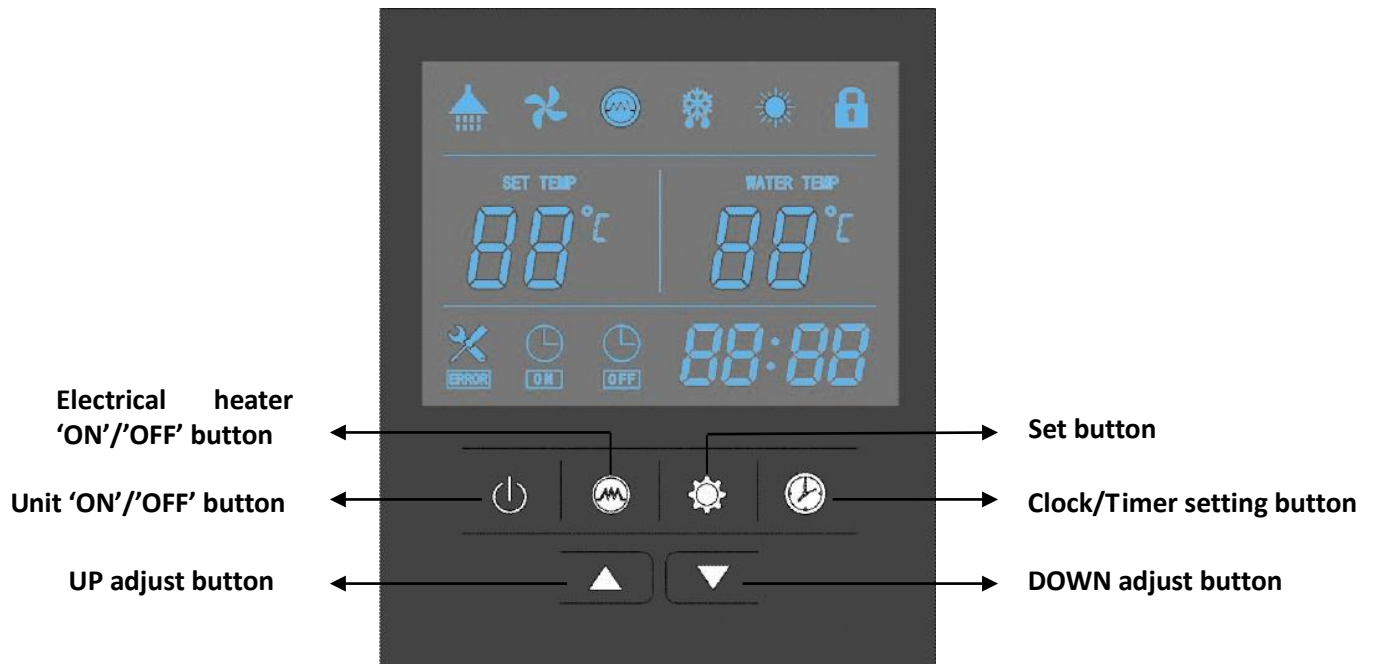 SET TEMP
WATER TEMP
88°C
88°C
ERROR
ON
OFF
88:88
Electrical heater
‘ON’/’OFF’ button
Set button
Unit ‘ON’/’OFF’ button
Clock/Timer setting button
UP adjust button
DOWN adjust button